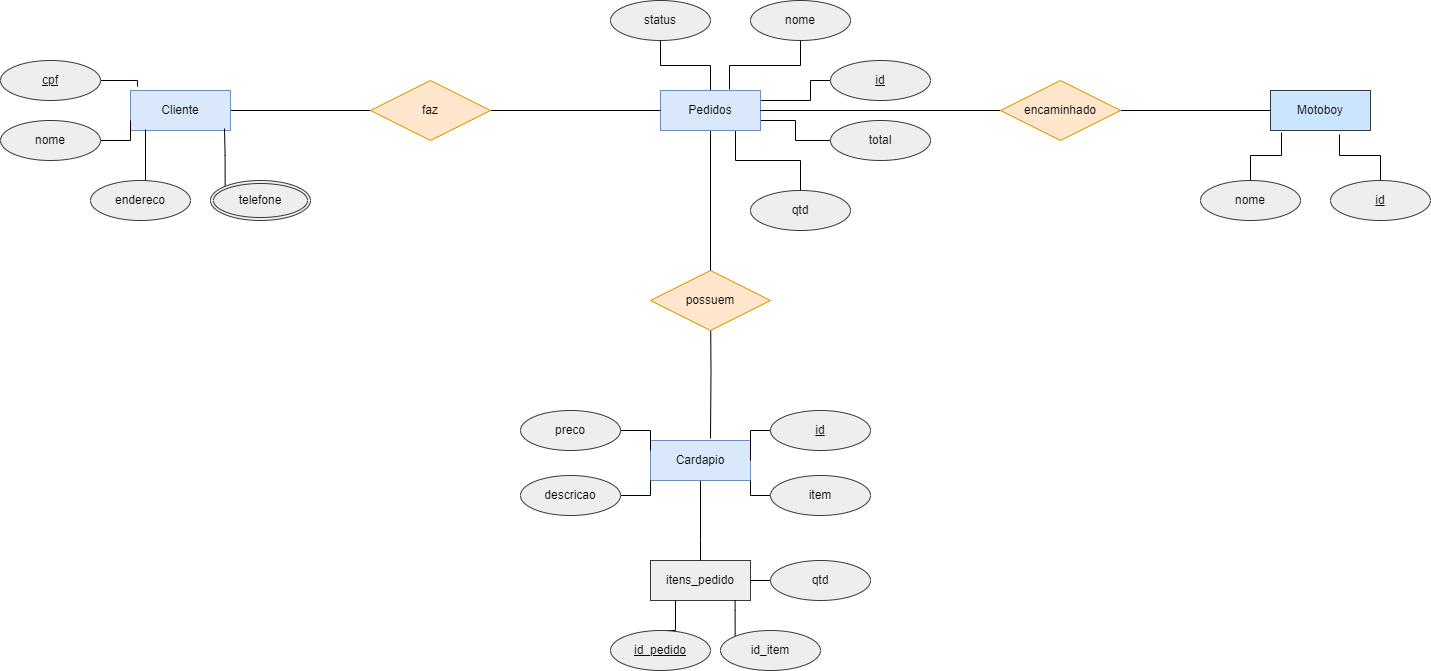 status
nome
cpf
id
Cliente
faz
Pedidos
encaminhado
Motoboy
nome
total
endereco
telefone
qtd
nome
id
possuem
preco
id
Cardapio
descricao
item
itens_pedido
qtd
id_pedido
id_item